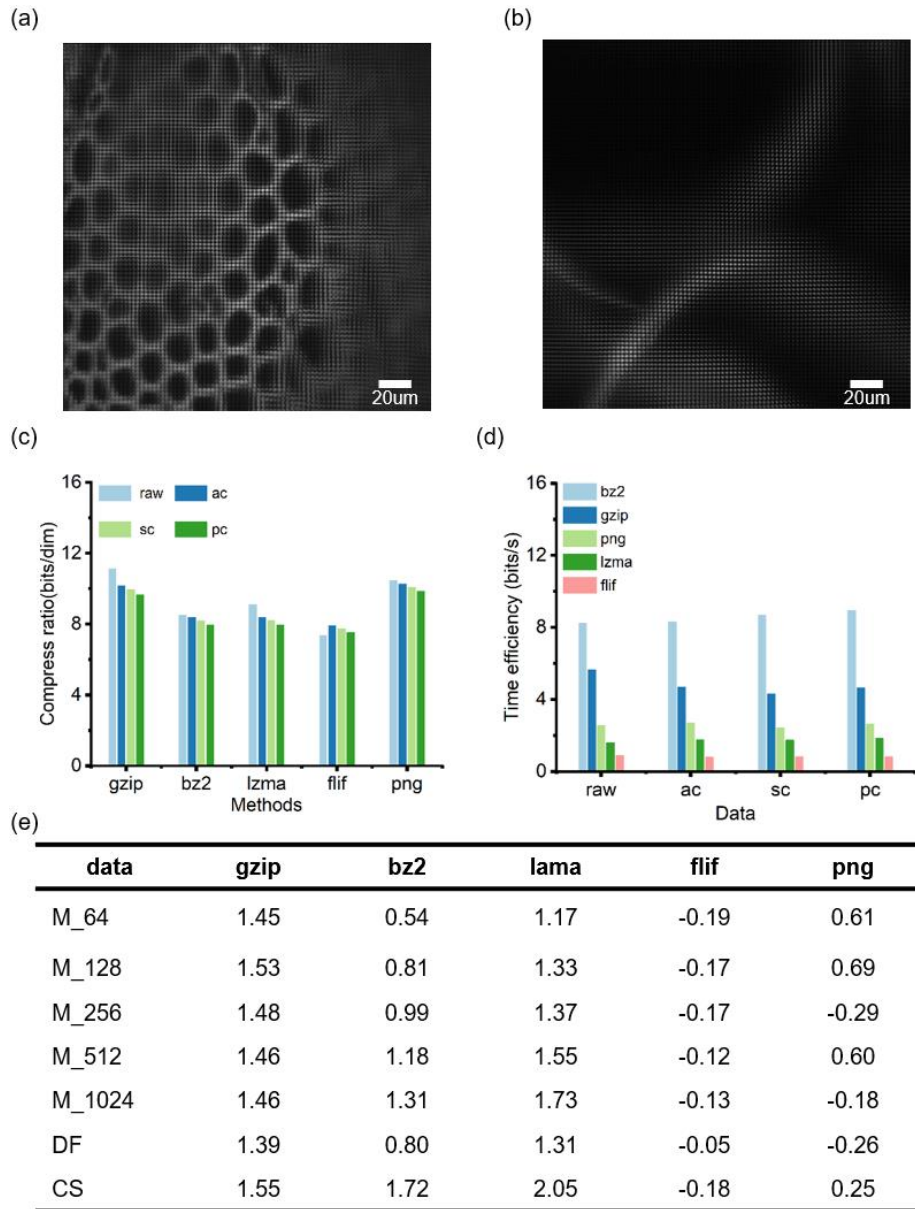 (a)
(b)
20um
20um
(c)
(d)
Compress ratio(bits/dim)
16
12
8
4
0
raw ac
sc pc
gzip bz2 lzma flif png
Methods
Time efficiency (bits/s)
16
12
8
4
0
bz2
gzip
png
lzma
flif
raw ac sc pc
Data
(e)
data gzip bz2 lama flif png
M_64 1.45 0.54 1.17 -0.19 0.61
M_128 1.53 0.81 1.33 -0.17 0.69
M_256 1.48 0.99 1.37 -0.17 -0.29
M_512 1.46 1.18 1.55 -0.12 0.60
M_1024 1.46 1.31 1.73 -0.13 -0.18
DF 1.39 0.80 1.31 -0.05 -0.26
CS 1.55 1.72 2.05 -0.18 0.25